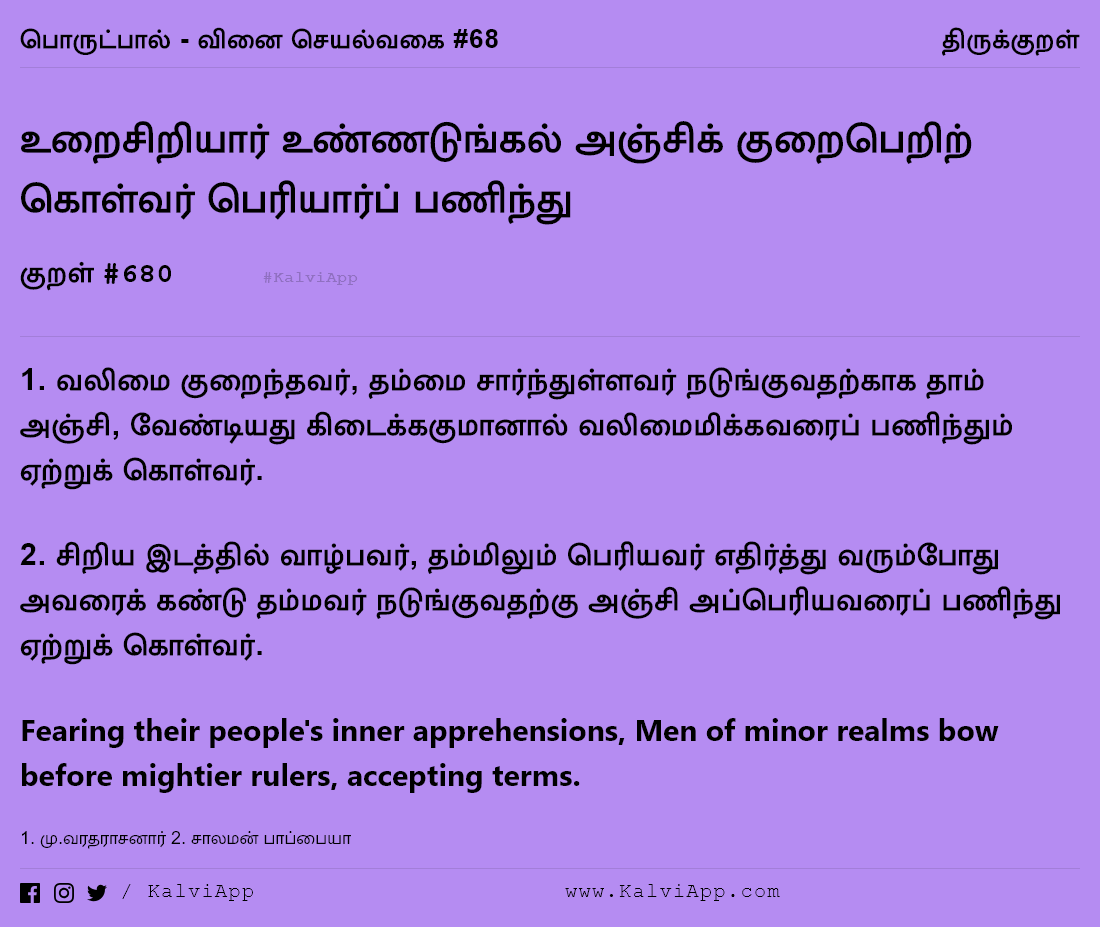 பொருட்பால் - வினை செயல்வகை #68 திருக்குறள்
உறைசிறியார் உண்ணடுங்கல் அஞ்சிக் குறைபெறிற்
கொள்வர் பெரியார்ப் பணிந்து
குறள் #680 #KalviApp
1. வலிமை குறைந்தவர், தம்மை சார்ந்துள்ளவர் நடுங்குவதற்காக தாம்
அஞ்சி, வேண்டியது கிடைக்ககுமானால் வலிமைமிக்கவரைப் பணிந்தும்
ஏற்றுக் கொள்வர்.
2. சிறிய இடத்தில் வாழ்பவர், தம்மிலும் பெரியவர் எதிர்த்து வரும்போது
அவரைக் கண்டு தம்மவர் நடுங்குவதற்கு அஞ்சி அப்பெரியவரைப் பணிந்து
ஏற்றுக் கொள்வர்.
Fearing their people's inner apprehensions, Men of minor realms bow
before mightier rulers, accepting terms.
1. மு.வரதராசனார் 2. சாலமன் பாப்பையா
/ KalviApp www.KalviApp.com